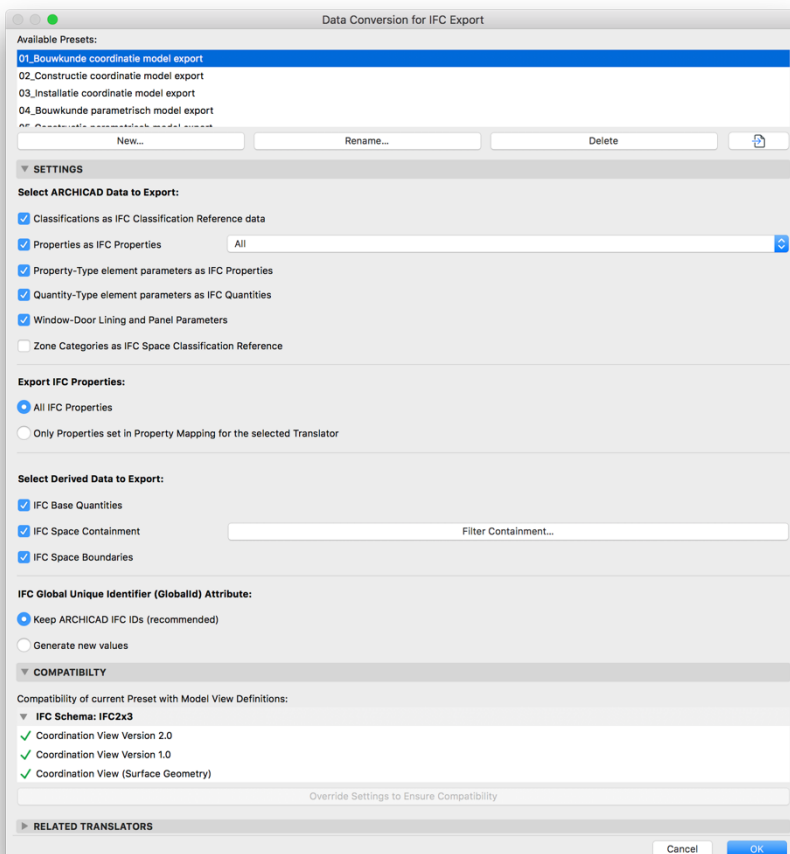 Data Conversion for IFC Export
Available Presets:
01_Bouwkunde coordinatie model export
02_Constructie coordinatie model export
03_Installatie coordinatie model export
04_Bouwkunde parametrisch model export
05_Constructie parametrisch model export
New... Rename... Delete
SETTINGS
Select ARCHICAD Data to Export:
Classifications as IFC Classification Reference data
Properties as IFC Properties All
Property-Type element parameters as IFC Properties
Quantity-Type element parameters as IFC Quantities
Window-Door Lining and Panel Parameters
Zone Categories as IFC Space Classification Reference
Export IFC Properties:
All IFC Properties
Only Properties set in Property Mapping for the selected Translator
Select Derived Data to Export:
IFC Base Quantities
IFC Space Containment Filter Containment...
IFC Space Boundaries
IFC Global Unique Identifier (GlobalId) Attribute:
Keep ARCHICAD IFC IDs (recommended)
Generate new values
COMPATIBILTY
Compatibility of current Preset with Model View Definitions:
IFC Schema: IFC2x3
Coordination View Version 2.0
Coordination View Version 1.0
Coordination View (Surface Geometry)
Override Settings to Ensure Compatibility
RELATED TRANSLATORS
Cancel OK